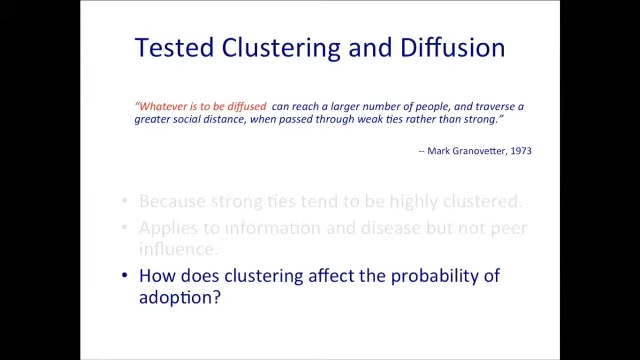 Tested Clustering and Diffusion
“Whatever is to be diffused can reach a larger number of people, and traverse a
greater social distance, when passed through weak ties rather than strong.”
-- Mark Granovetter, 1973
• Because strong ties tend to be highly clustered.
• Applies to information and disease but not peer
influence.
• How does clustering affect the probability of
adoption?